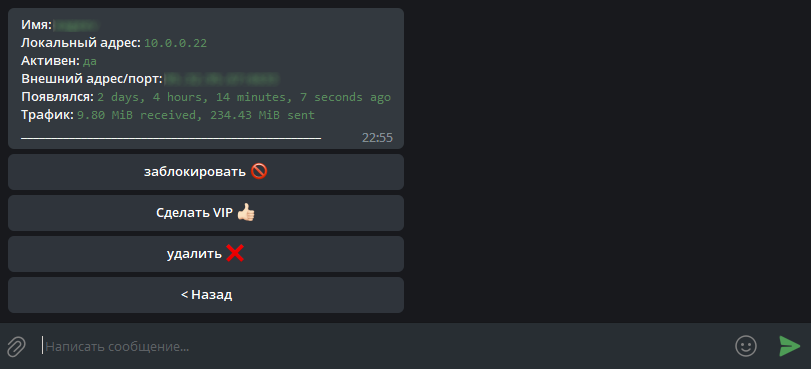 Имя:
Локальный адрес: 10.0.0.22
Активен: да
Внешний адрес/порт:
Появлялся: 2 days, 4 hours, 14 minutes, 7 seconds ago
Трафик: 9.80 MiB received, 234.43 MiB sent
22:55
заблокировать
Сделать VIP
удалить
< Назад
Написать сообщение...